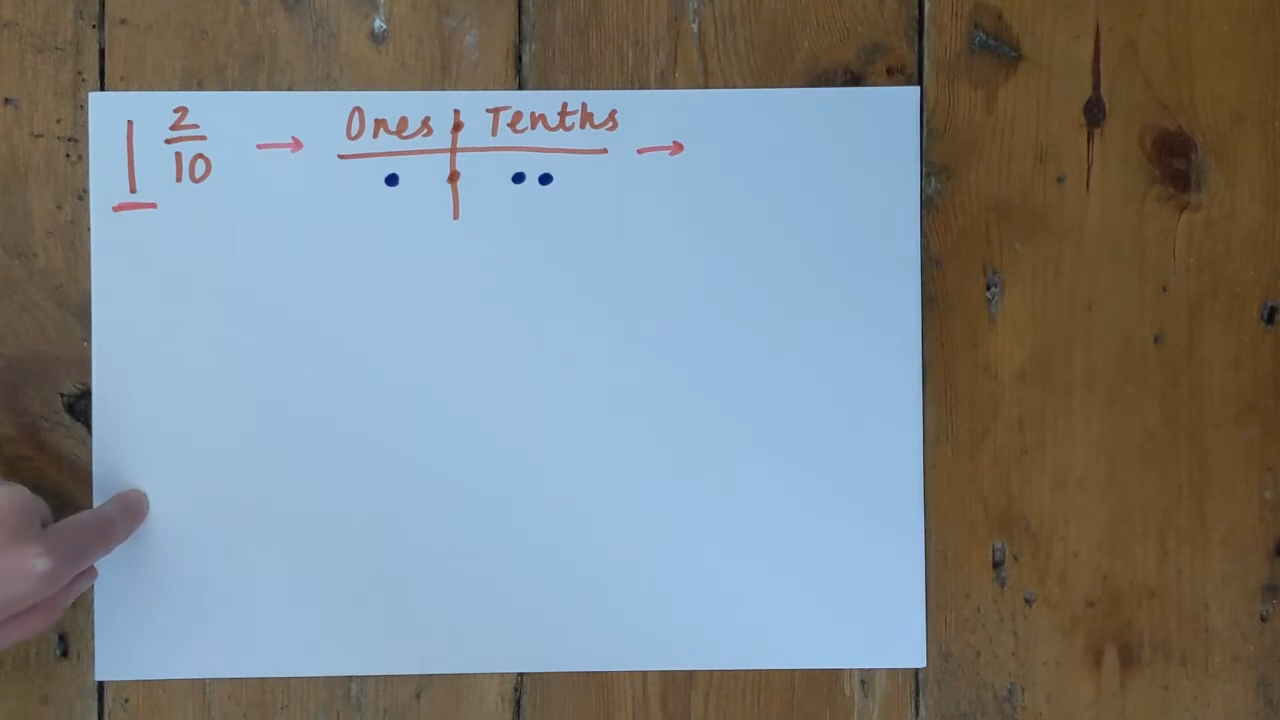 1 2/10 → Ones Tenths →